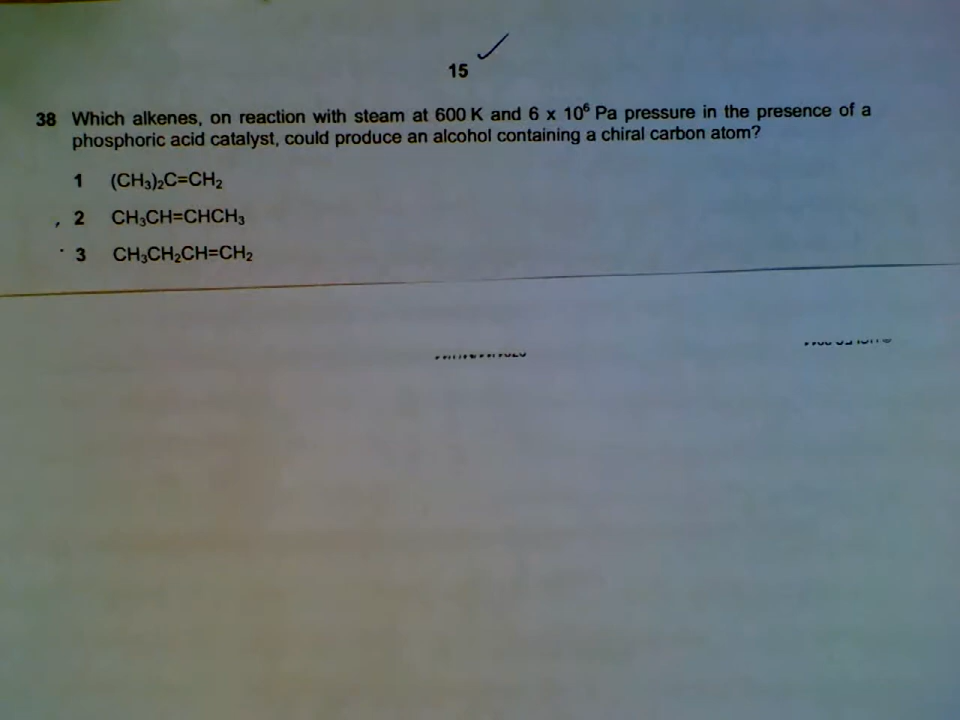 15
38 Which alkenes, on reaction with steam at 600 K and 6 x 10⁶ Pa pressure in the presence of a
phosphoric acid catalyst, could produce an alcohol containing a chiral carbon atom?
1 (CH₃)₂C=CH₂
2 CH₃CH=CHCH₃
3 CH₃CH₂CH=CH₂